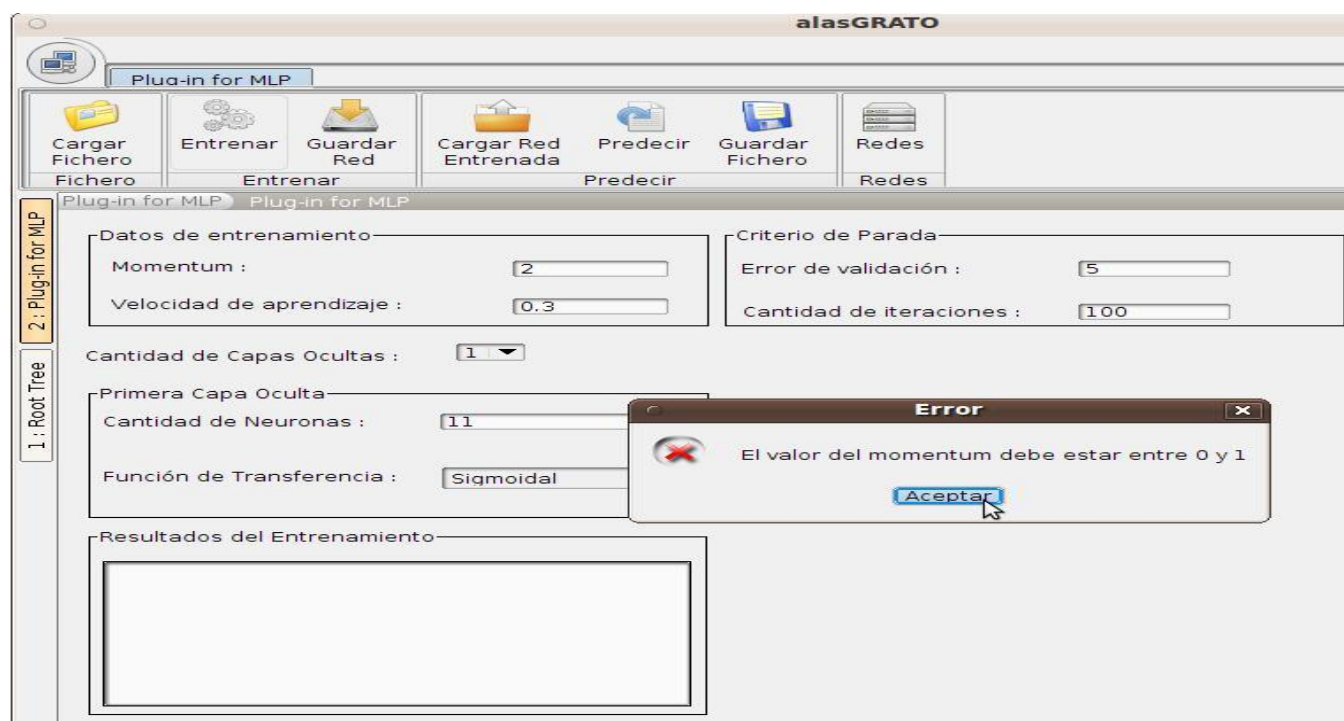 alasGRATO
Plug-in for MLP
Cargar Fichero
Entrenar
Guardar Red
Cargar Red Entrenada
Predecir
Guardar Fichero
Redes
Fichero
Entrenar
Predecir
Redes
Plug-in for MLP
Plug-in for MLP
2 : Plug-in for MLP
1 : Root Tree
Datos de entrenamiento
Momentum : 2
Velocidad de aprendizaje : 0.3
Criterio de Parada
Error de validación : 5
Cantidad de iteraciones : 100
Cantidad de Capas Ocultas : 1
Primera Capa Oculta
Cantidad de Neuronas : 11
Función de Transferencia : Sigmoidal
Error
El valor del momentum debe estar entre 0 y 1
Aceptar
Resultados del Entrenamiento